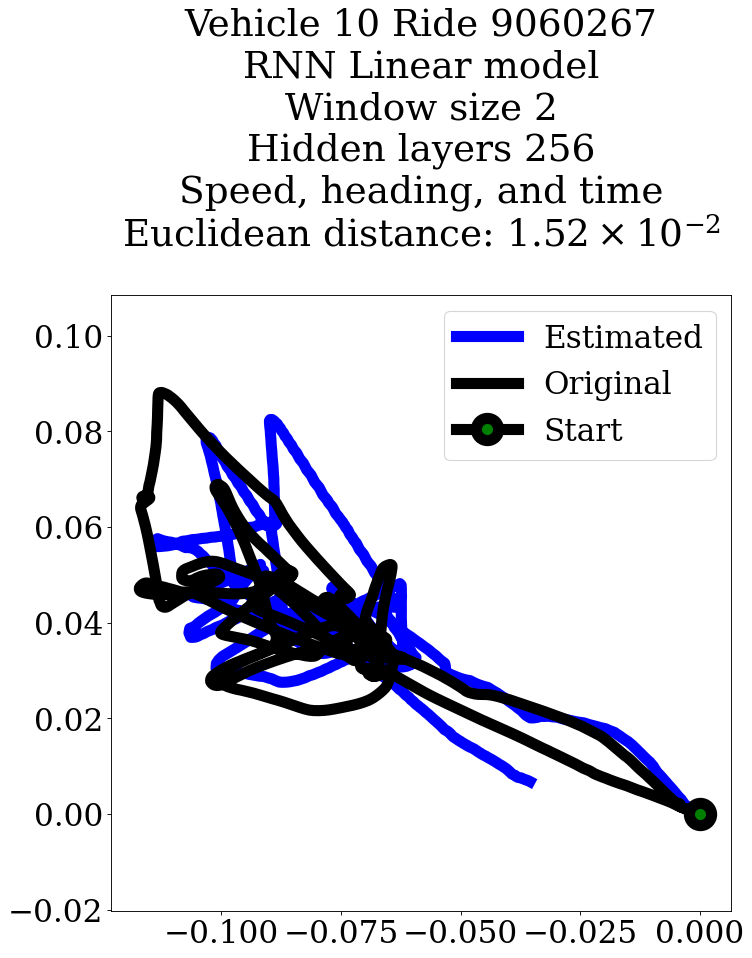 Vehicle 10 Ride 9060267
RNN Linear model
Window size 2
Hidden layers 256
Speed, heading, and time
Euclidean distance: 1.52 × 10⁻²
Estimated
Original
Start
0.10
0.08
0.06
0.04
0.02
0.00
−0.02
−0.100 −0.075 −0.050 −0.025 0.000